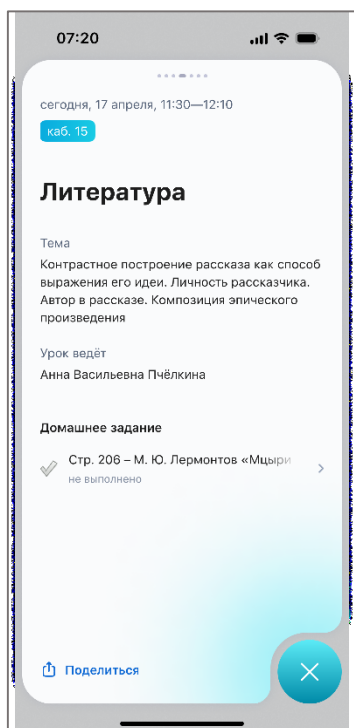 07:20
сегодня, 17 апреля, 11:30—12:10
каб. 15
Литература
Тема
Контрастное построение рассказа как способ
выражения его идеи. Личность рассказчика.
Автор в рассказе. Композиция эпического
произведения
Урок ведёт
Анна Васильевна Пчёлкина
Домашнее задание
Стр. 206 – М. Ю. Лермонтов «Мцыри
не выполнено
Поделиться